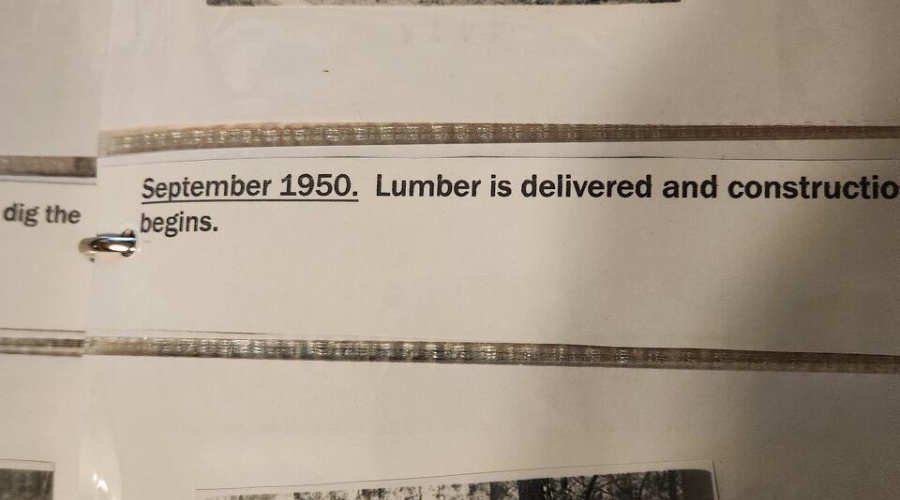 dig the
September 1950. Lumber is delivered and constructio
begins.